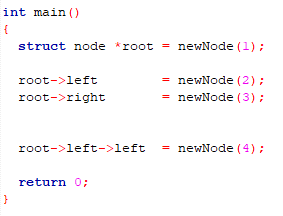 int main()
{
  struct node *root = newNode(1);
  root->left        = newNode(2);
  root->right       = newNode(3);
  root->left->left  = newNode(4);
  return 0;
}